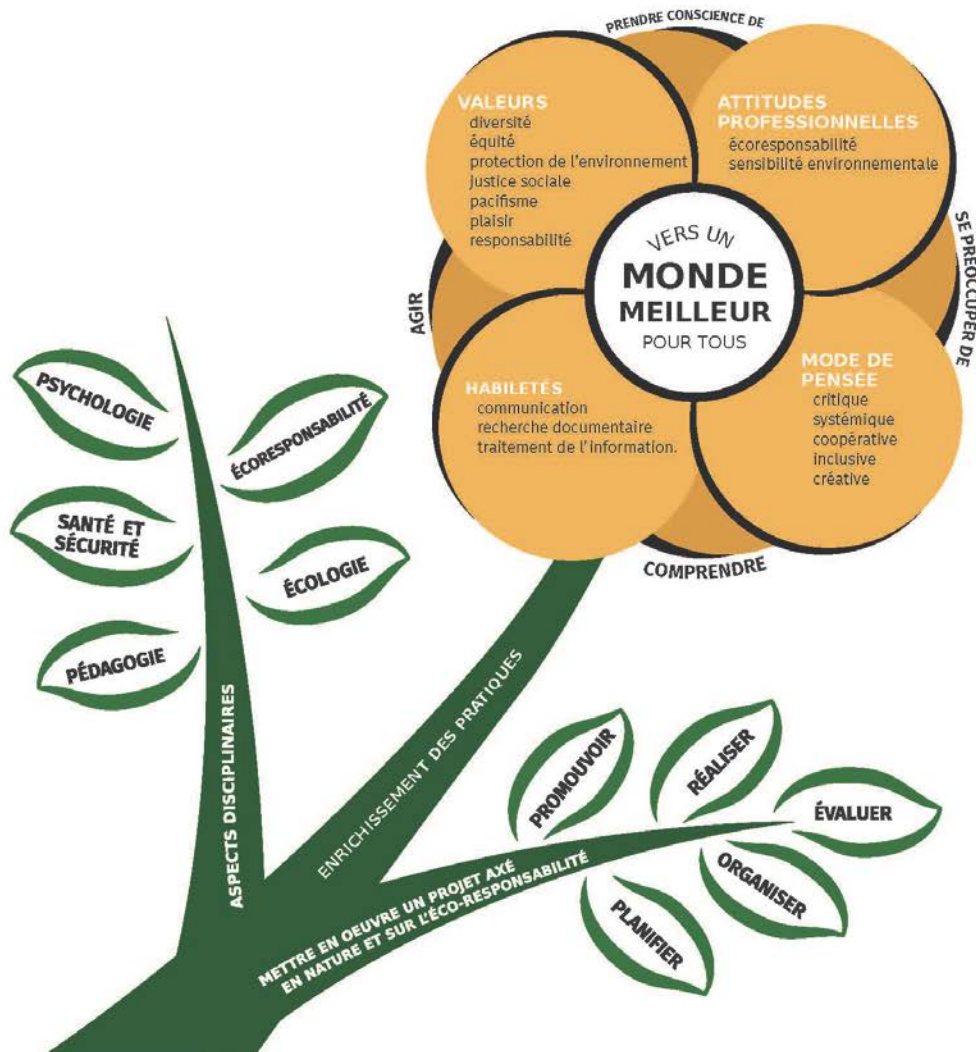 PRENDRE CONSCIENCE DE
VALEURS
diversité
équité
protection de l'environnement
justice sociale
pacifisme
plaisir
responsabilité
ATTITUDES
PROFESSIONNELLES
écoresponsabilité
sensibilité environnementale
SE PRÉOCCUPER DE
AGIR
VERS UN
MONDE
MEILLEUR
POUR TOUS
HABILETÉS
communication
recherche documentaire
traitement de l'information.
MODE DE
PENSÉE
critique
systémique
coopérative
inclusive
créative
COMPRENDRE
PSYCHOLOGIE
ÉCORESPONSABILITÉ
SANTÉ ET
SÉCURITÉ
ÉCOLOGIE
PÉDAGOGIE
ASPECTS DISCIPLINAIRES
ENRICHISSEMENT DES PRATIQUES
METTRE EN OEUVRE UN PROJET AXÉ
EN NATURE ET SUR L'ÉCO-RESPONSABILITÉ
PROMOUVOIR
RÉALISER
ÉVALUER
ORGANISER
PLANIFIER